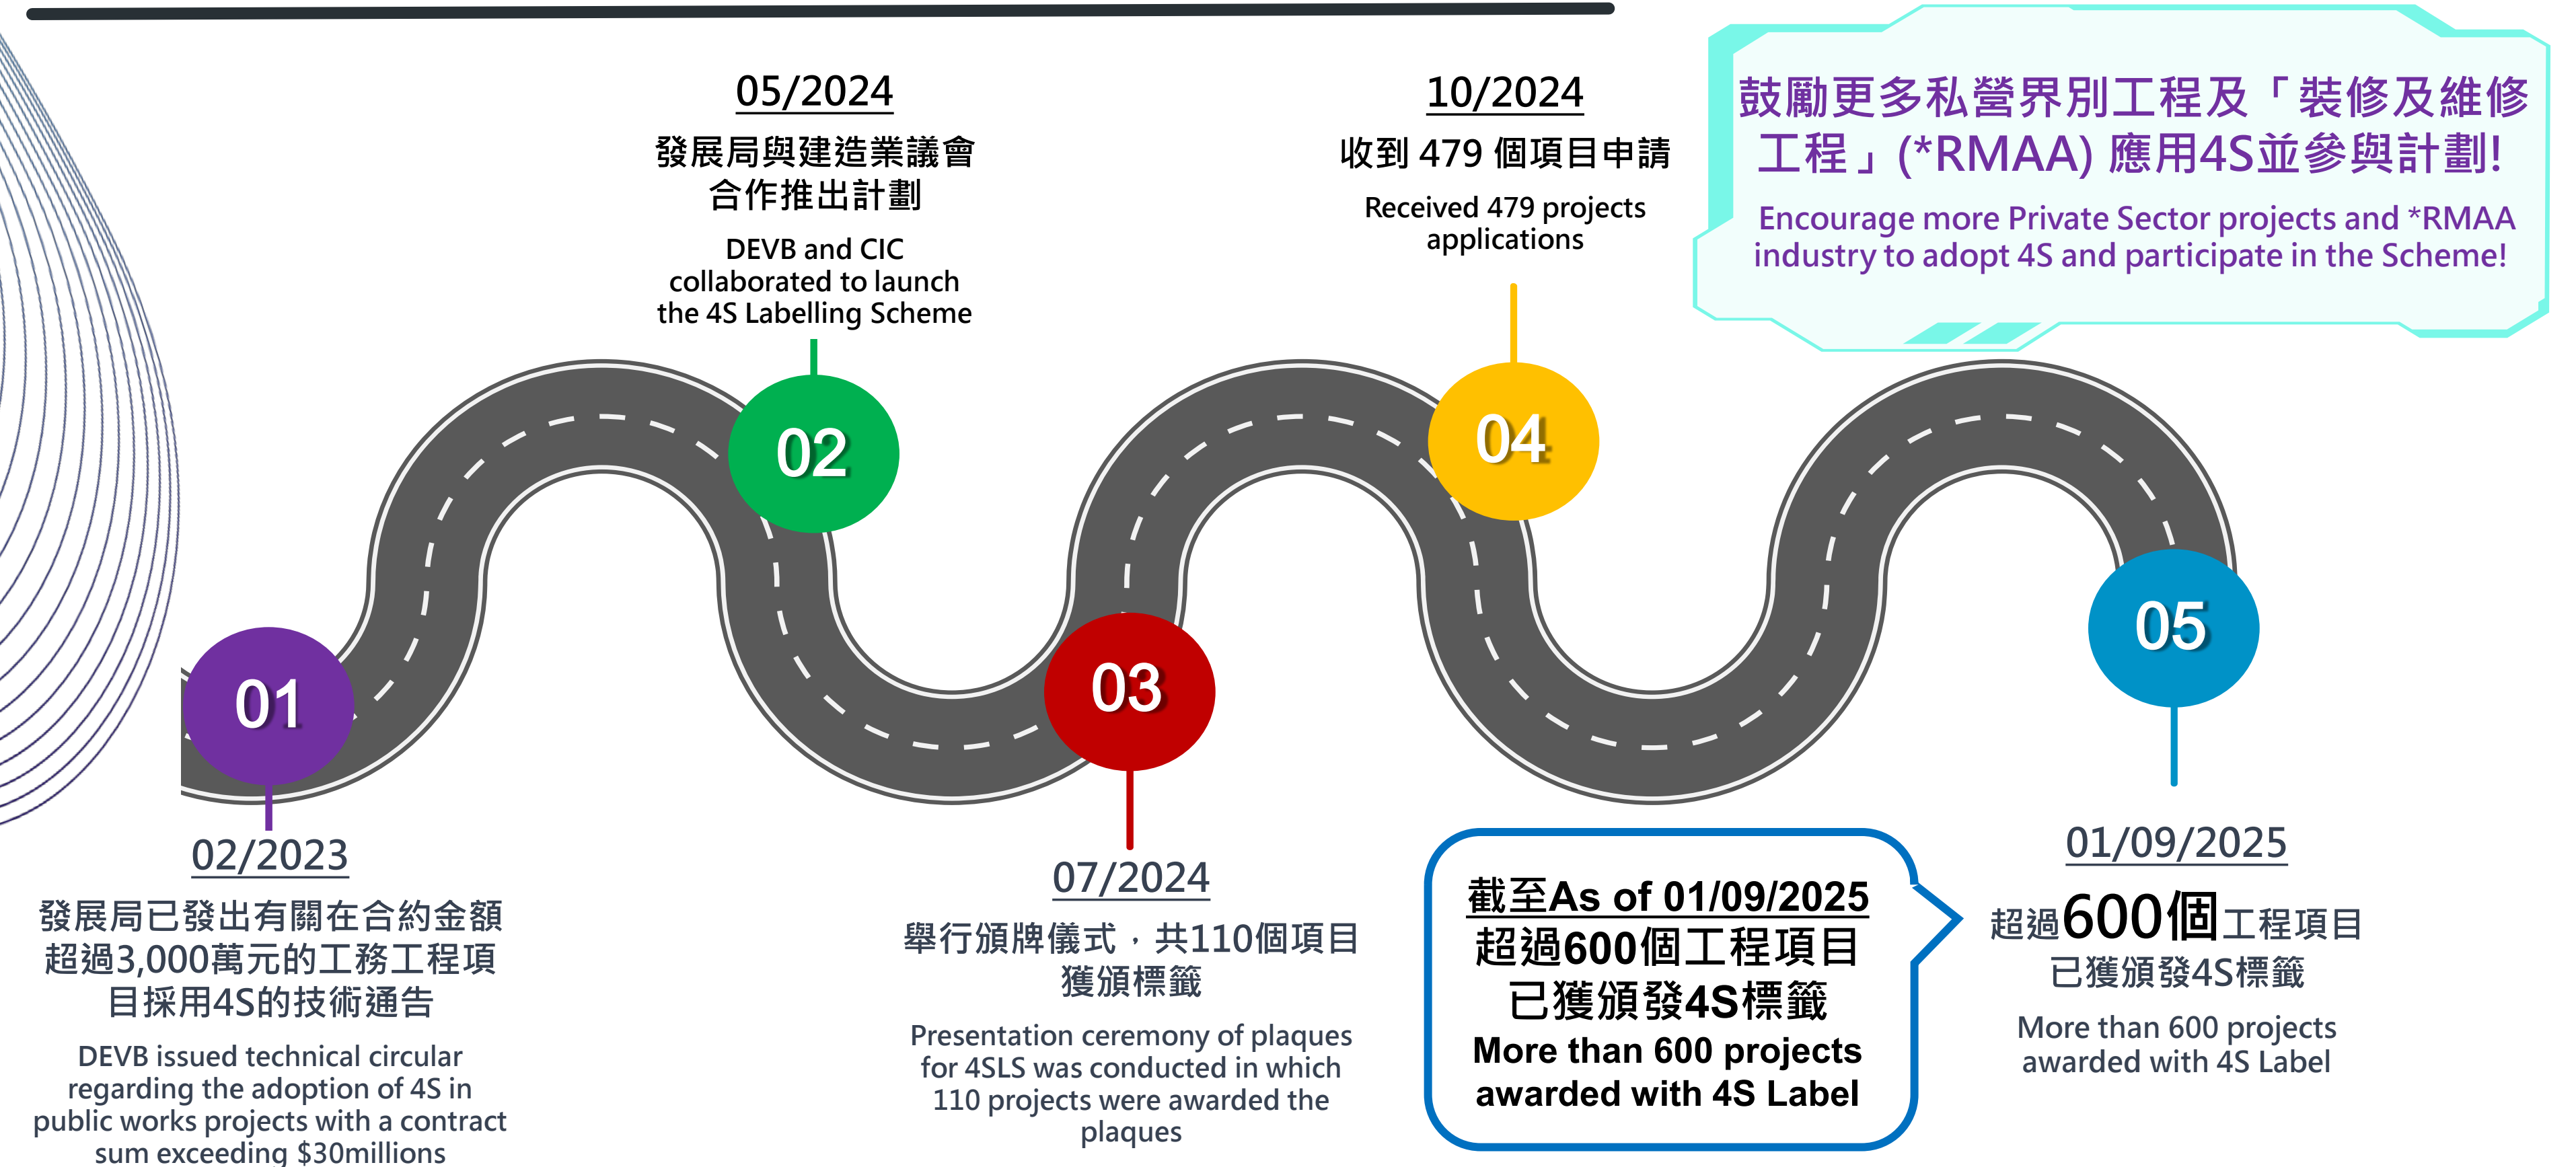 05/2024
發展局與建造業議會
合作推出計劃
DEVB and CIC
collaborated to launch
the 4S Labelling Scheme
10/2024
收到 479 個項目申請
Received 479 projects
applications
鼓勵更多私營界別工程及「裝修及維修
工程」(*RMAA) 應用4S並參與計劃!
Encourage more Private Sector projects and *RMAA
industry to adopt 4S and participate in the Scheme!
01
02
03
04
05
02/2023
發展局已發出有關在合約金額
超過3,000萬元的工務工程項
目採用4S的技術通告
DEVB issued technical circular
regarding the adoption of 4S in
public works projects with a contract
sum exceeding $30millions
07/2024
舉行頒牌儀式，共110個項目
獲頒標籤
Presentation ceremony of plaques
for 4SLS was conducted in which
110 projects were awarded the
plaques
截至As of 01/09/2025
超過600個工程項目
已獲頒發4S標籤
More than 600 projects
awarded with 4S Label
01/09/2025
超過600個工程項目
已獲頒發4S標籤
More than 600 projects
awarded with 4S Label